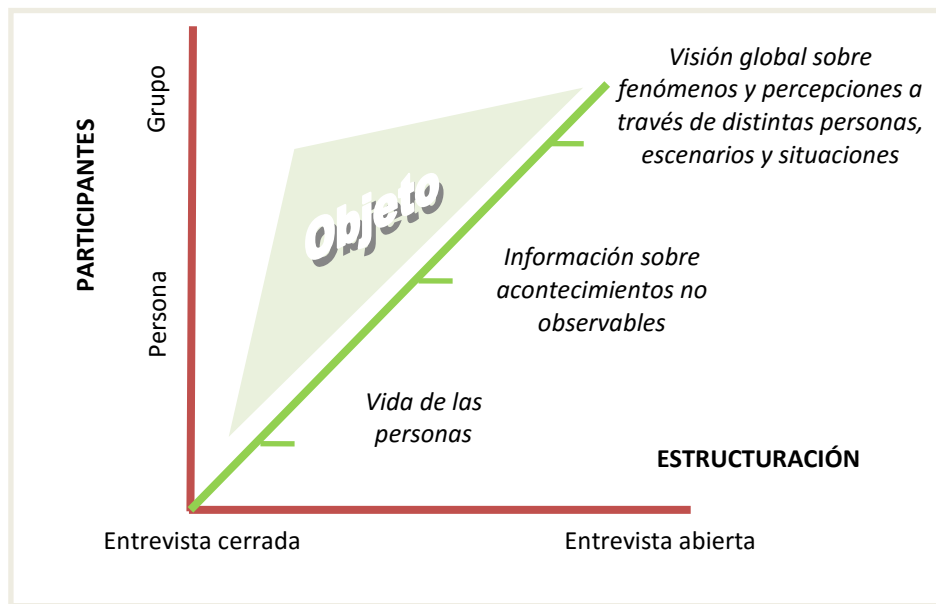 Visión global sobre
fenómenos y percepciones a
través de distintas personas,
escenarios y situaciones
Grupo
PARTICIPANTES
Objeto
Información sobre
acontecimientos no
observables
Persona
Vida de las
personas
ESTRUCTURACIÓN
Entrevista cerrada
Entrevista abierta